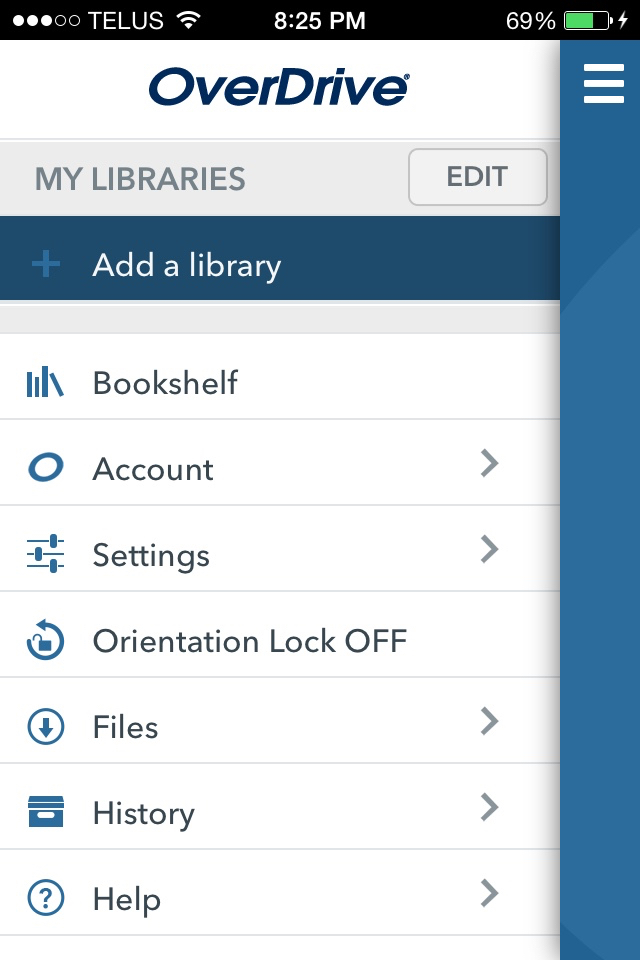 TELUS 8:25 PM 69%
OverDrive®
MY LIBRARIES EDIT
+ Add a library
Bookshelf
Account
Settings
Orientation Lock OFF
Files
History
? Help